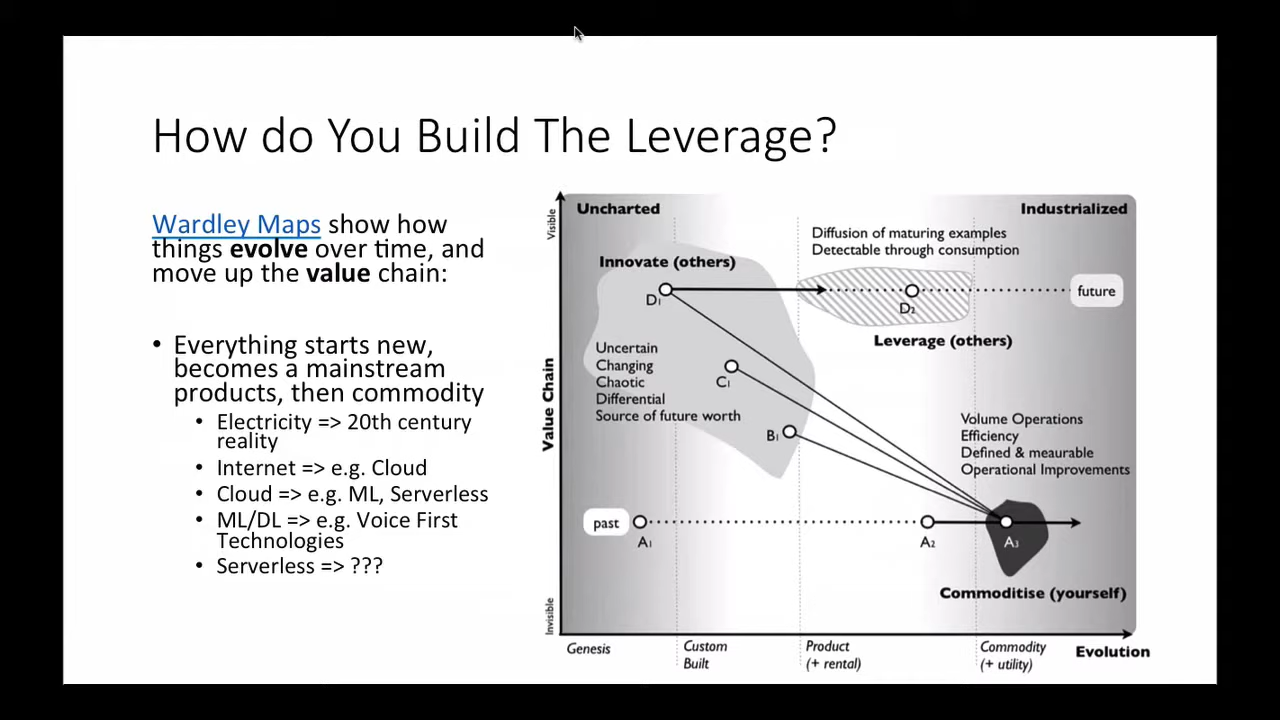 How do You Build The Leverage?
Wardley Maps show how
things evolve over time, and
move up the value chain:
• Everything starts new,
becomes a mainstream
products, then commodity
• Electricity => 20th century
reality
• Internet => e.g. Cloud
• Cloud => e.g. ML, Serverless
• ML/DL => e.g. Voice First
Technologies
• Serverless => ???
Uncharted
Industrialized
Visible
Value Chain
Invisible
Diffusion of maturing examples
Detectable through consumption
Innovate (others)
D1
D2
future
Leverage (others)
Uncertain
Changing
Chaotic
Differential
Source of future worth
C1
B1
Volume Operations
Efficiency
Defined & meaurable
Operational Improvements
past
A1
A2
A3
Commoditise (yourself)
Genesis
Custom
Built
Product
(+ rental)
Commodity
(+ utility)
Evolution